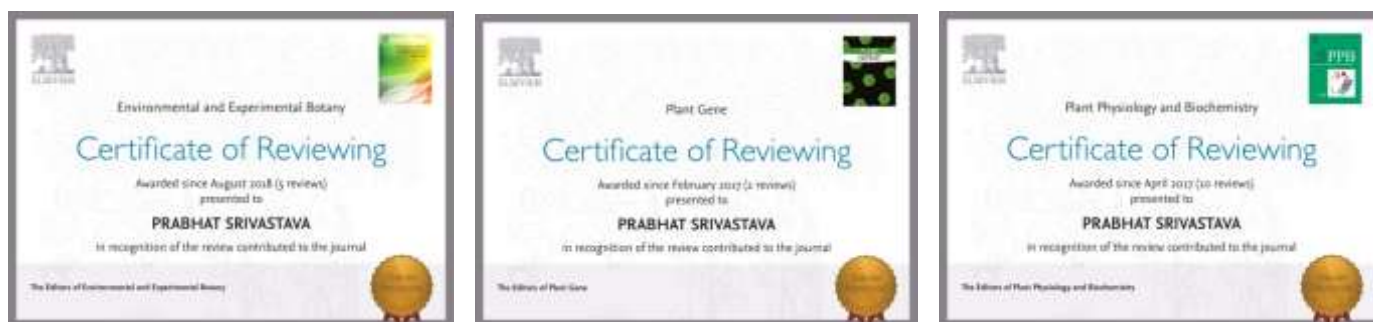 ELSEVIER
Environmental and Experimental Botany
Certificate of Reviewing
Awarded since August 2018 (5 reviews)
presented to
PRABHAT SRIVASTAVA
in recognition of the review contributed to the journal
The Editors of Environmental and Experimental Botany
ELSEVIER
Plant Gene
Certificate of Reviewing
Awarded since February 2017 (2 reviews)
presented to
PRABHAT SRIVASTAVA
in recognition of the review contributed to the journal
The Editors of Plant Gene
ELSEVIER
PPB
Plant Physiology and Biochemistry
Certificate of Reviewing
Awarded since April 2017 (10 reviews)
presented to
PRABHAT SRIVASTAVA
in recognition of the review contributed to the journal
The Editors of Plant Physiology and Biochemistry